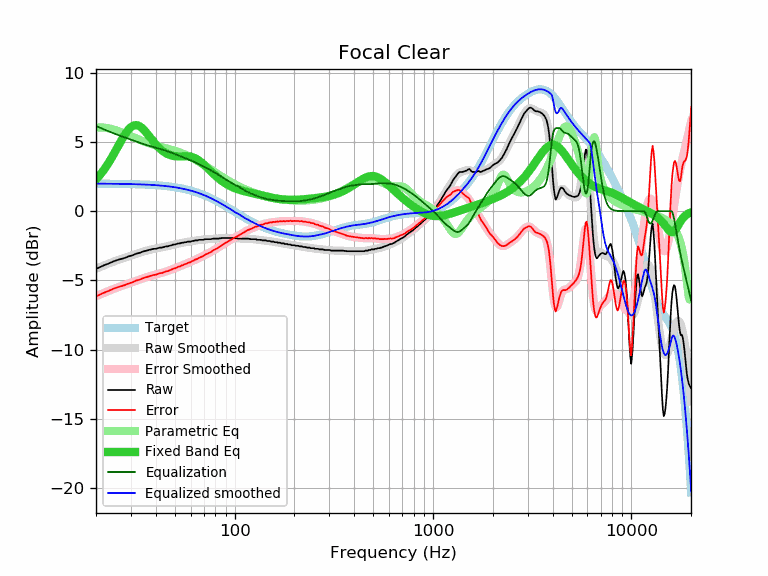 Focal Clear
10
5
0
−5
−10
−15
−20
Amplitude (dBr)
Target
Raw Smoothed
Error Smoothed
Raw
Error
Parametric Eq
Fixed Band Eq
Equalization
Equalized smoothed
100
1000
10000
Frequency (Hz)